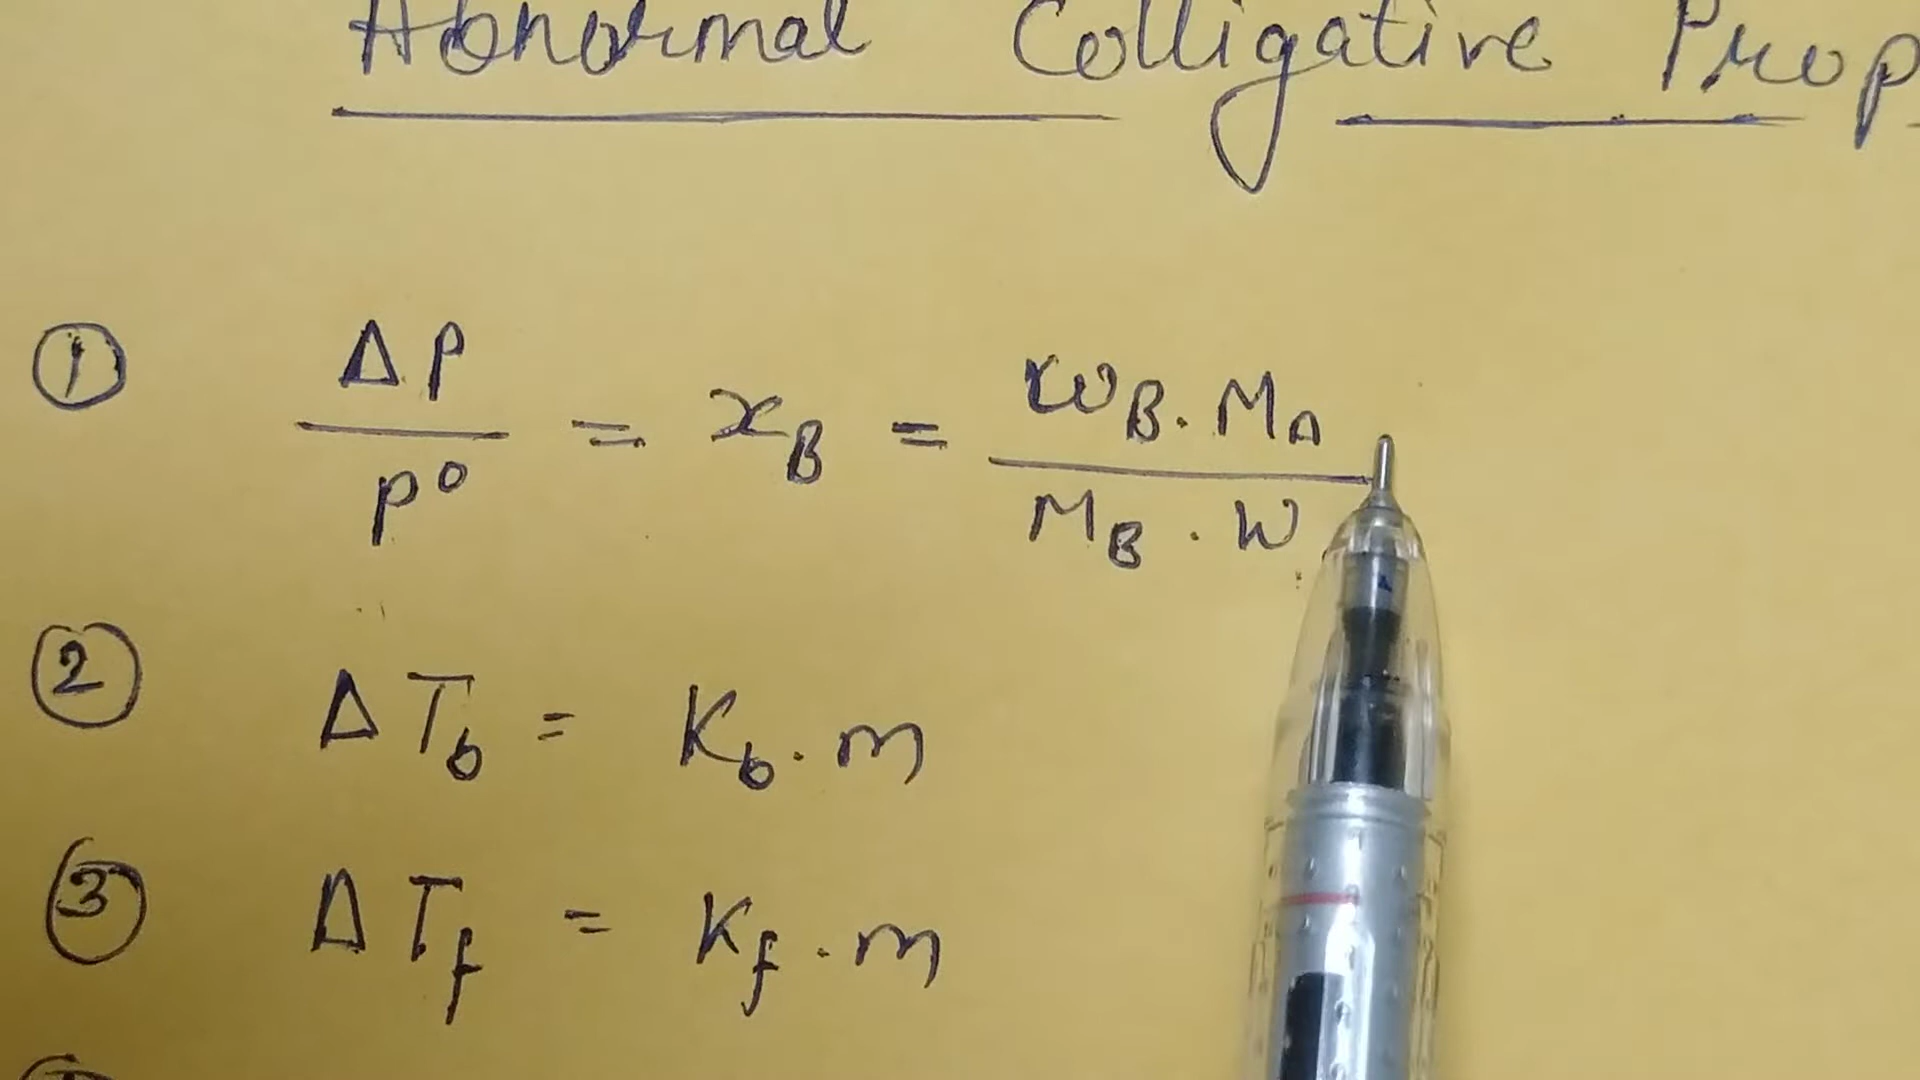 Abnormal Colligative Prop
① ΔP / P° = xB = wB . MA / MB . W
② ΔTb = Kb . m
③ ΔTf = Kf . m